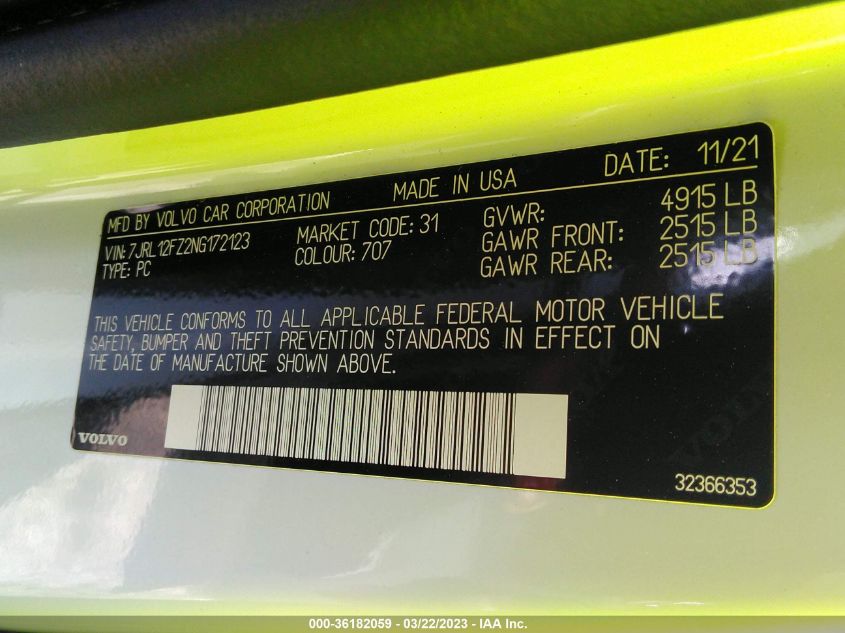 MFD BY VOLVO CAR CORPORATION MADE IN USA DATE: 11/21
VIN: 7JRL12FZ2NG172123 MARKET CODE: 31 GVWR: 4915 LB
TYPE: PC COLOUR: 707 GAWR FRONT: 2515 LB
GAWR REAR: 2515 LB
THIS VEHICLE CONFORMS TO ALL APPLICABLE FEDERAL MOTOR VEHICLE
SAFETY, BUMPER AND THEFT PREVENTION STANDARDS IN EFFECT ON
THE DATE OF MANUFACTURE SHOWN ABOVE.
VOLVO
32366353
000-36182059 - 03/22/2023 - IAA Inc.